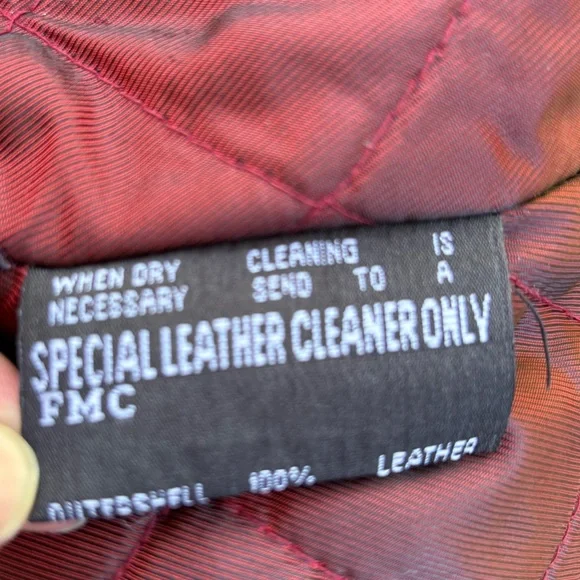 WHEN DRY CLEANING IS
NECESSARY SEND TO A
SPECIAL LEATHER CLEANER ONLY
FMC
OUTERSHELL 100% LEATHER